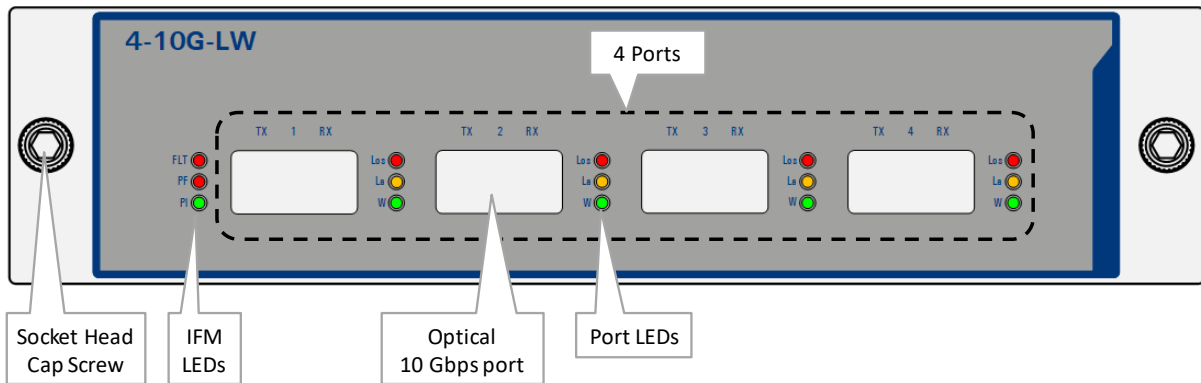 4-10G-LW
4 Ports
TX 1 RX
TX 2 RX
TX 3 RX
TX 4 RX
FLT
PF
PI
Los
La
W
Los
La
W
Los
La
W
Los
La
W
Socket Head
Cap Screw
IFM
LEDs
Optical
10 Gbps port
Port LEDs